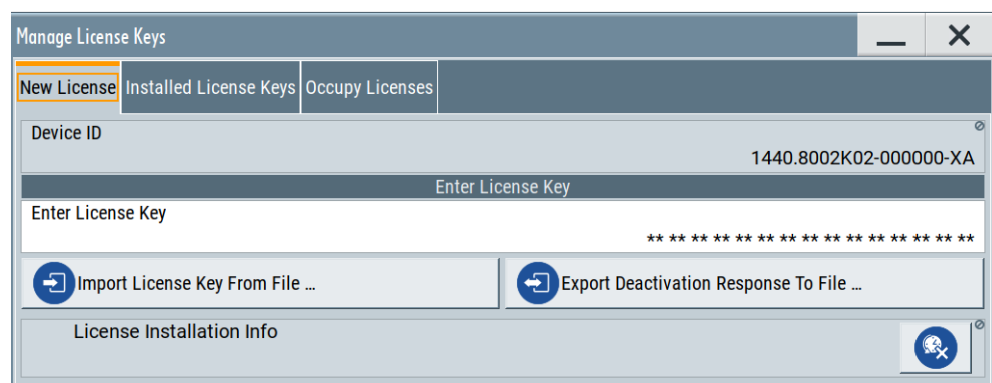 Manage License Keys
New License Installed License Keys Occupy Licenses
Device ID
1440.8002K02-000000-XA
Enter License Key
Enter License Key
** ** ** ** ** ** ** ** ** ** ** ** ** ** **
Import License Key From File ...
Export Deactivation Response To File ...
License Installation Info